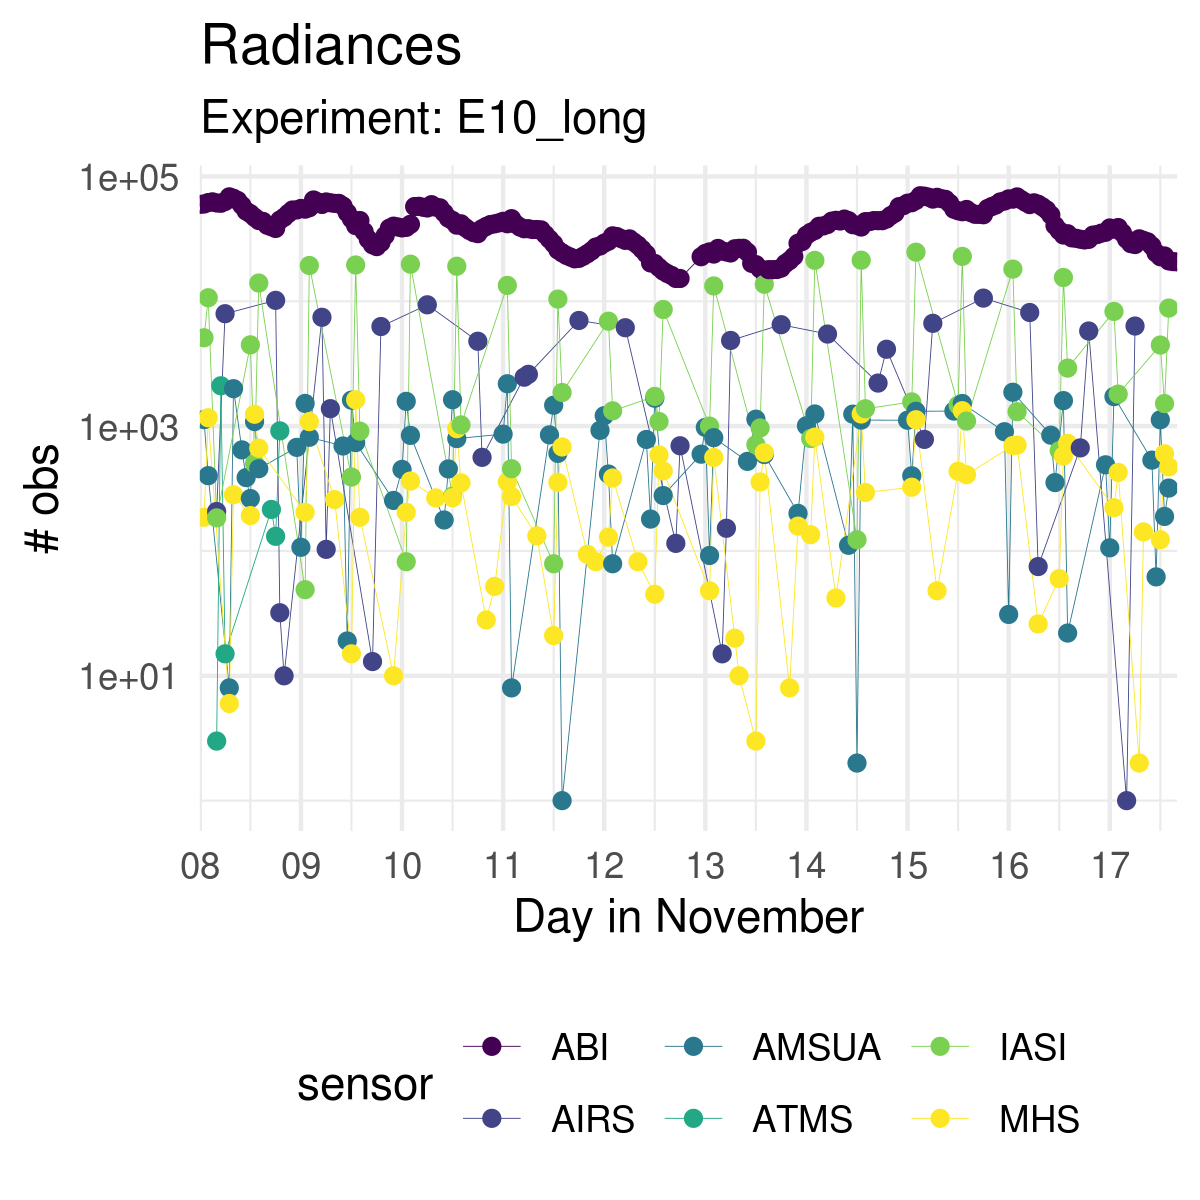 Radiances
Experiment: E10_long
1e+05
1e+03
1e+01
# obs
08 09 10 11 12 13 14 15 16 17
Day in November
sensor
ABI AMSUA IASI
AIRS ATMS MHS